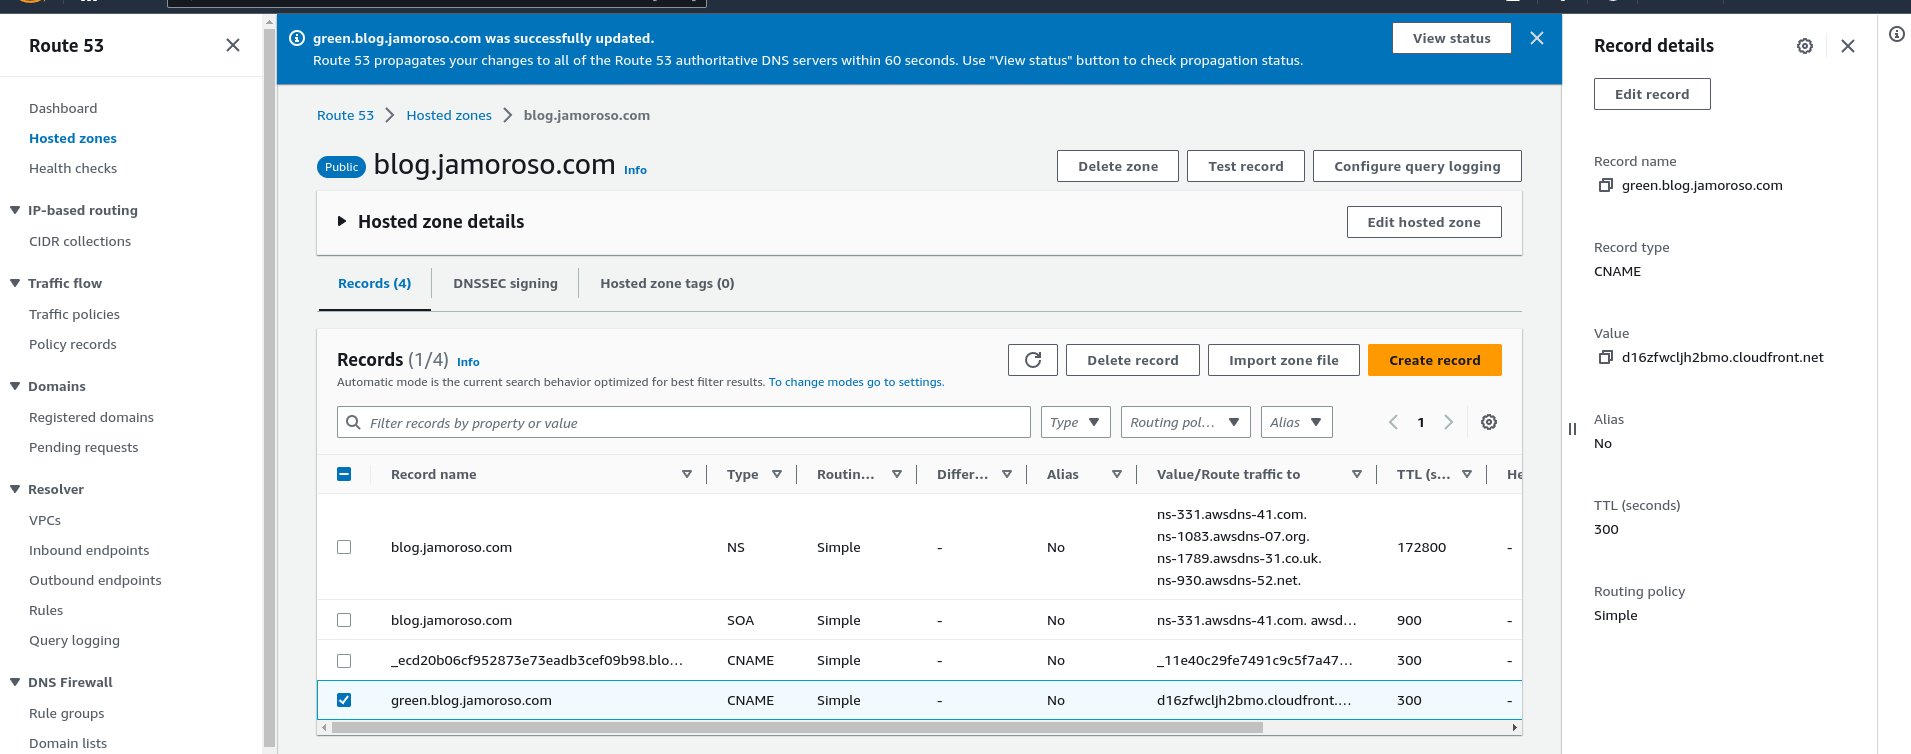 Route 53
Dashboard
Hosted zones
Health checks
IP-based routing
CIDR collections
Traffic flow
Traffic policies
Policy records
Domains
Registered domains
Pending requests
Resolver
VPCs
Inbound endpoints
Outbound endpoints
Rules
Query logging
DNS Firewall
Rule groups
Domain lists
green.blog.jamoroso.com was successfully updated.
Route 53 propagates your changes to all of the Route 53 authoritative DNS servers within 60 seconds. Use "View status" button to check propagation status.
View status
Route 53 Hosted zones blog.jamoroso.com
Public blog.jamoroso.com Info
Delete zone Test record Configure query logging
Hosted zone details Edit hosted zone
Records (4) DNSSEC signing Hosted zone tags (0)
Records (1/4) Info
Automatic mode is the current search behavior optimized for best filter results. To change modes go to settings.
Delete record Import zone file Create record
Filter records by property or value Type Routing pol... Alias 1
Record name Type Routin... Differ... Alias Value/Route traffic to TTL (s... He
blog.jamoroso.com NS Simple - No ns-331.awsdns-41.com.
ns-1083.awsdns-07.org.
ns-1789.awsdns-31.co.uk.
ns-930.awsdns-52.net.
172800 -
blog.jamoroso.com SOA Simple - No ns-331.awsdns-41.com. awsd... 900 -
_ecd20b06cf952873e73eadb3cef09b98.blo... CNAME Simple - No _11e40c29fe7491c9c5f7a47... 300 -
green.blog.jamoroso.com CNAME Simple - No d16zfwcljh2bmo.cloudfront.... 300 -
Record details
Edit record
Record name
green.blog.jamoroso.com
Record type
CNAME
Value
d16zfwcljh2bmo.cloudfront.net
Alias
No
TTL (seconds)
300
Routing policy
Simple